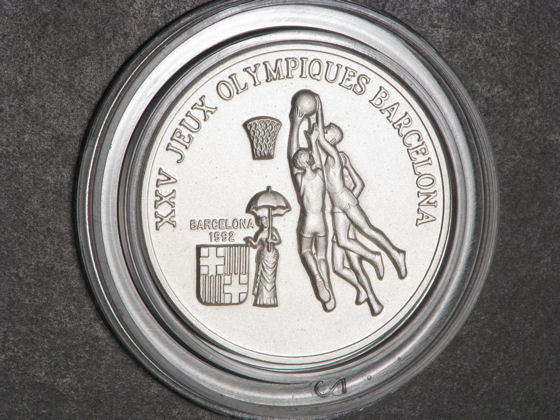 XXV JEUX OLYMPIQUES BARCELONA
BARCELONA
1992